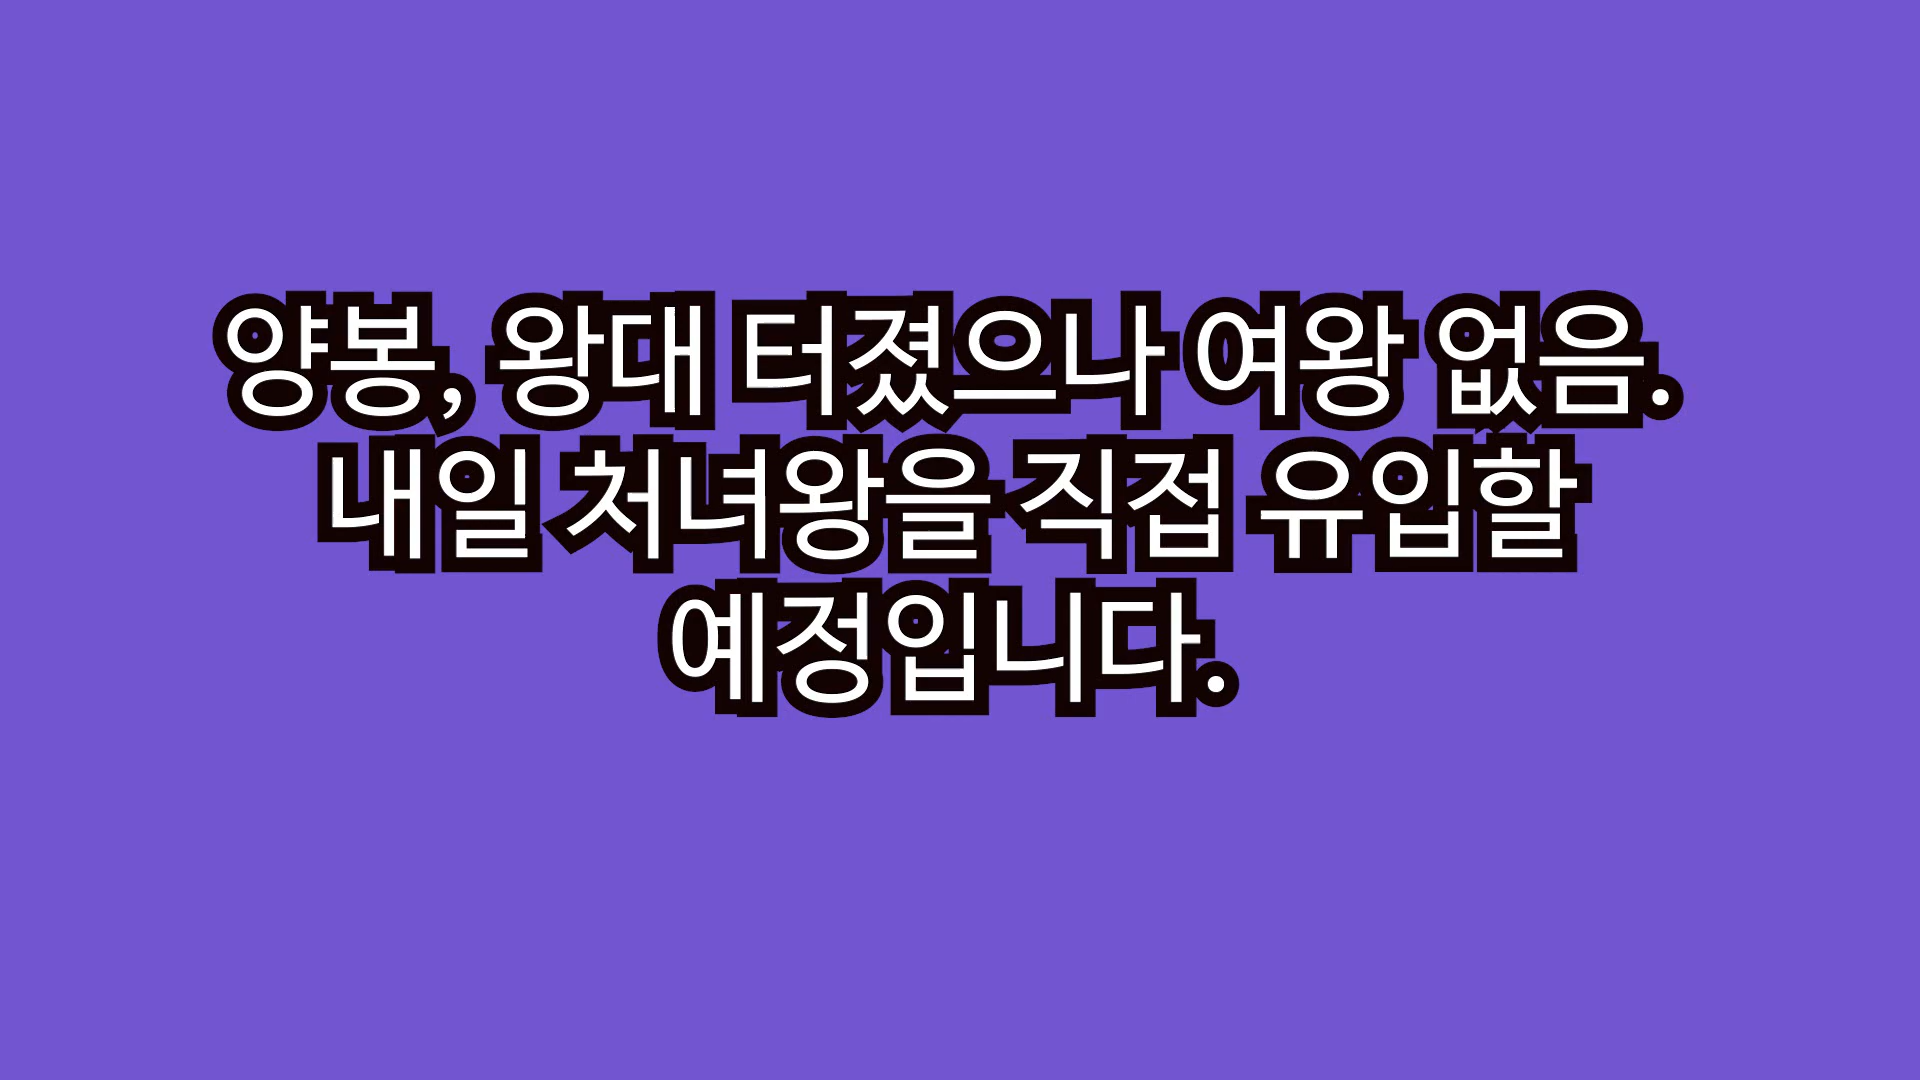 양봉, 왕대 터졌으나 여왕 없음.
내일 처녀왕을 직접 유입할
예정입니다.